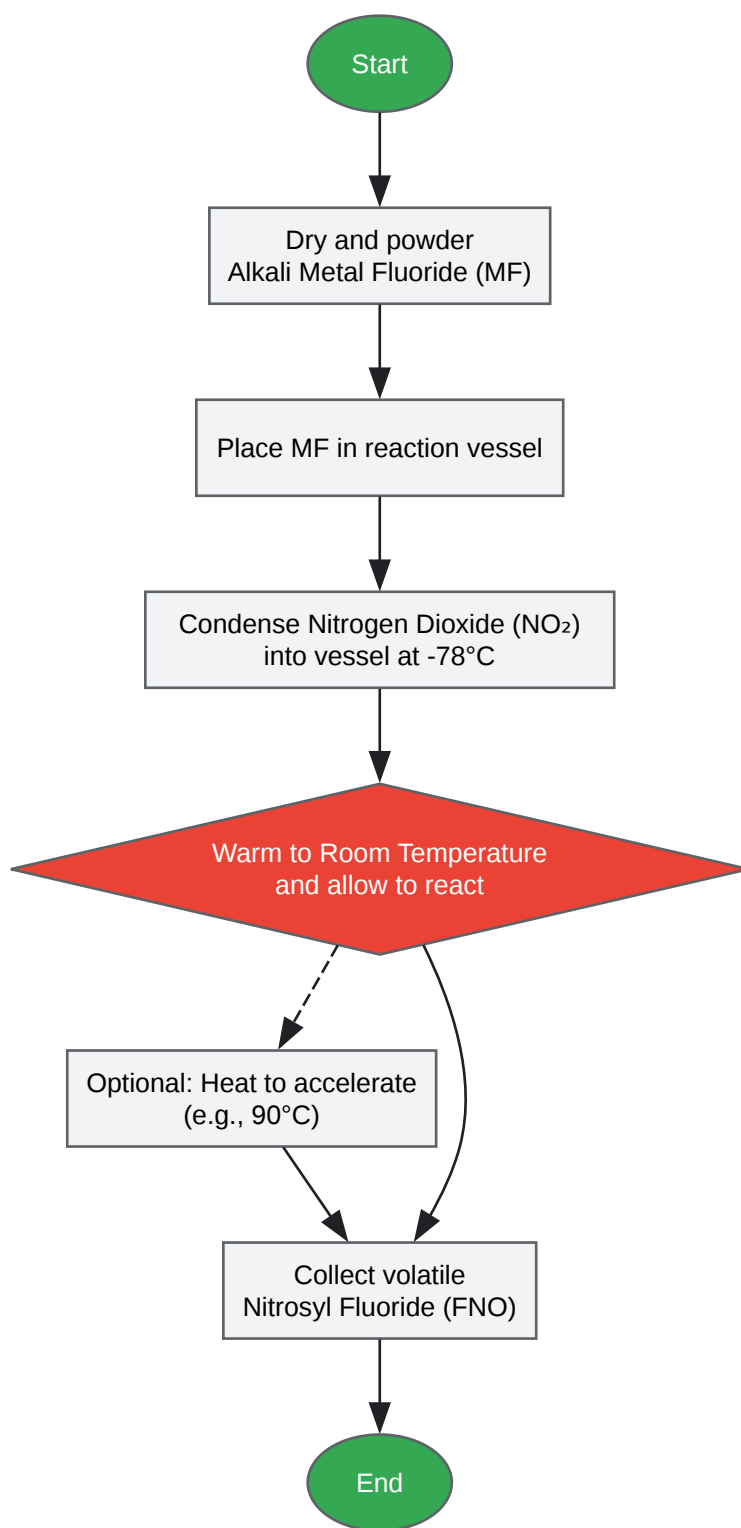 Start
Dry and powder
Alkali Metal Fluoride (MF)
Place MF in reaction vessel
Condense Nitrogen Dioxide (NO₂)
into vessel at -78°C
Warm to Room Temperature
and allow to react
Optional: Heat to accelerate
(e.g., 90°C)
Collect volatile
Nitrosyl Fluoride (FNO)
End